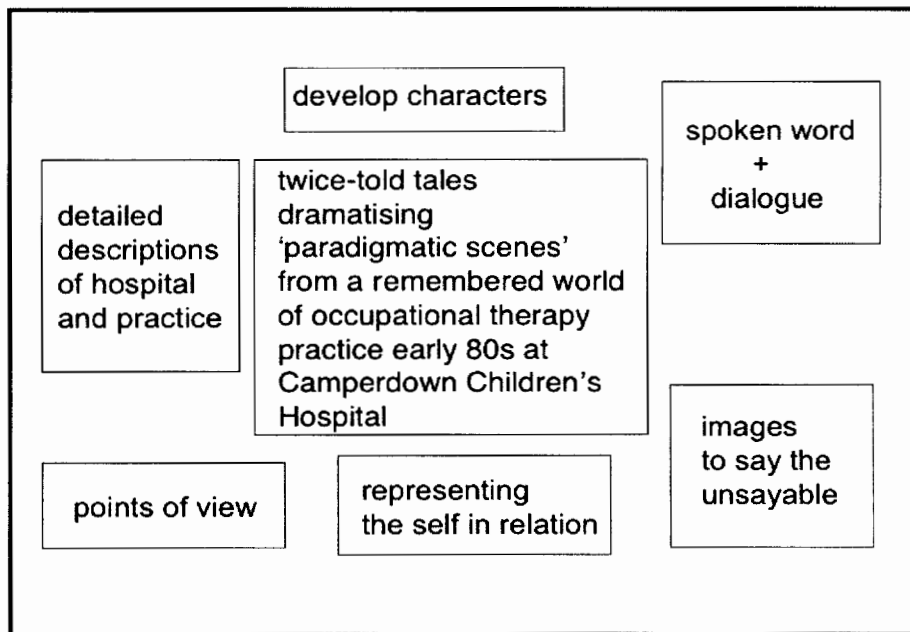 develop characters
spoken word
+
dialogue
detailed
descriptions
of hospital
and practice
twice-told tales
dramatising
‘paradigmatic scenes’
from a remembered world
of occupational therapy
practice early 80s at
Camperdown Children’s
Hospital
images
to say the
unsayable
points of view
representing
the self in relation